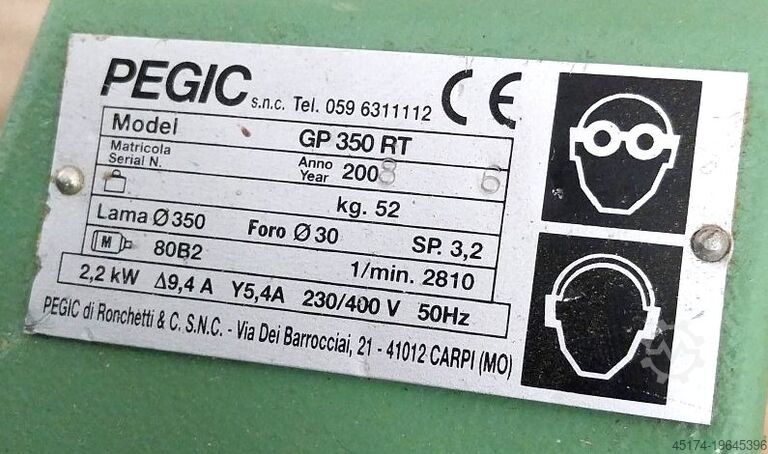 PEGIC s.n.c. Tel. 059 6311112 CE
Model GP 350 RT
Matricola
Serial N.
Anno
Year 2008 6
kg. 52
Lama Ø 350 Foro Ø 30 SP. 3,2
M 80B2 1/min. 2810
2,2 kW Δ9,4 A Y5,4A 230/400 V 50Hz
PEGIC di Ronchetti & C. S.N.C. - Via Dei Barrocciai, 21 - 41012 CARPI (MO)
45174-19645396